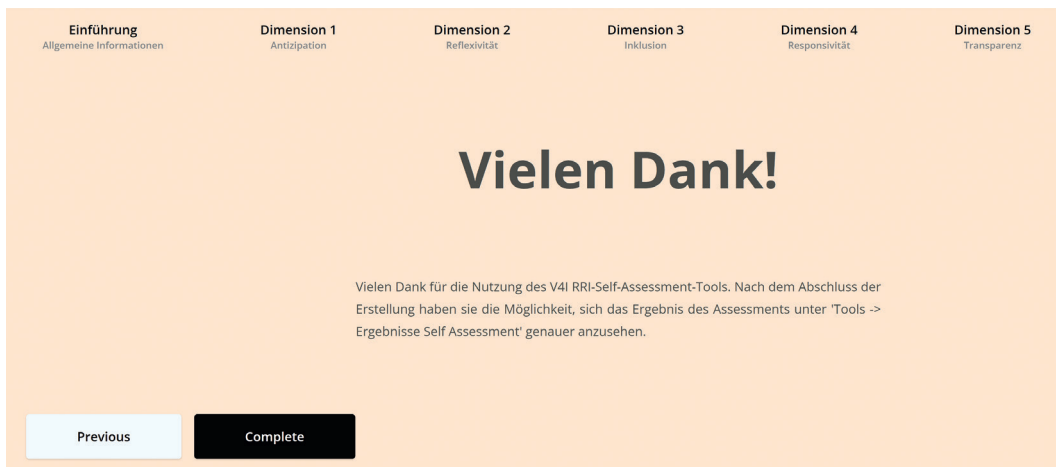 Einführung
Allgemeine Informationen
Dimension 1
Antizipation
Dimension 2
Reflexivität
Dimension 3
Inklusion
Dimension 4
Responsivität
Dimension 5
Transparenz
Vielen Dank!
Vielen Dank für die Nutzung des V4I RRI-Self-Assessment-Tools. Nach dem Abschluss der
Erstellung haben sie die Möglichkeit, sich das Ergebnis des Assessments unter 'Tools ->
Ergebnisse Self Assessment' genauer anzusehen.
Previous
Complete